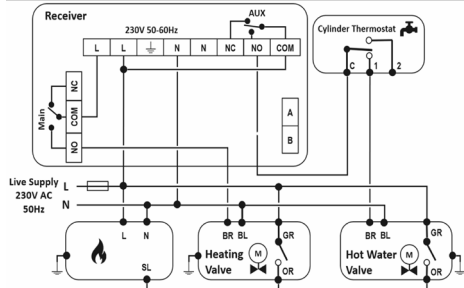 Receiver
AUX
230V 50-60Hz
L L N N NC NO COM
Cylinder Thermostat
C 1 2
Main
NC
COM
NO
A
B
Live Supply
230V AC
50Hz
L
N
L N
SL
BR BL GR
Heating
Valve
M
OR
BR BL GR
Hot Water
Valve
M
OR